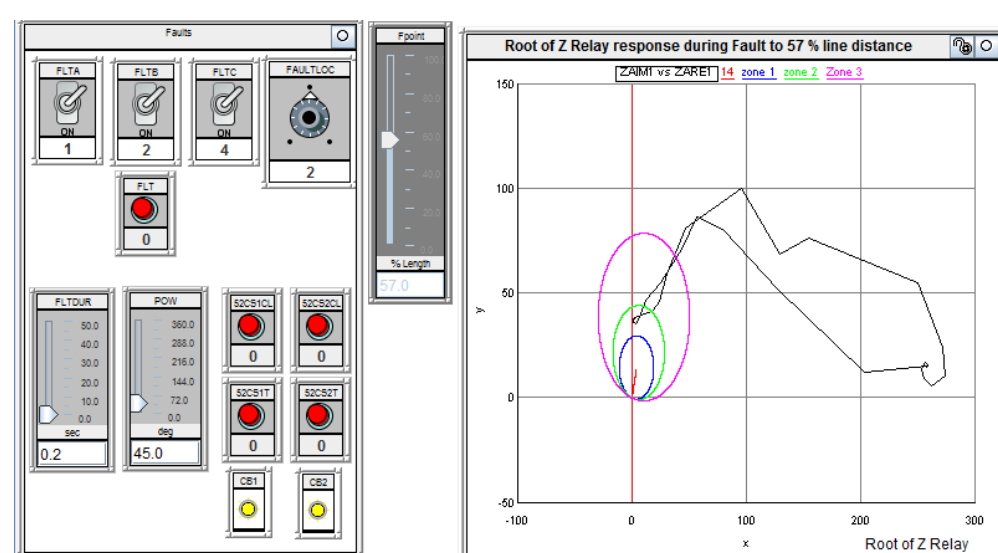 Faults
FLTA
ON
1
FLTB
ON
2
FLTC
ON
4
FAULTLOC
2
FLT
0
FLTDUR
50.0
40.0
30.0
20.0
10.0
0.0
sec
0.2
POW
360.0
288.0
216.0
144.0
72.0
0.0
deg
45.0
52CS1CL
0
52CS2CL
0
52CS1T
0
52CS2T
0
CB1
CB2
Fpoint
100
80.0
60.0
40.0
20.0
0.0
% Length
57.0
Root of Z Relay response during Fault to 57 % line distance
ZAIM1 vs ZARE1 14 zone 1 zone 2 Zone 3
150
100
50
0
-50
y
-100 0 100 200 300
x
Root of Z Relay